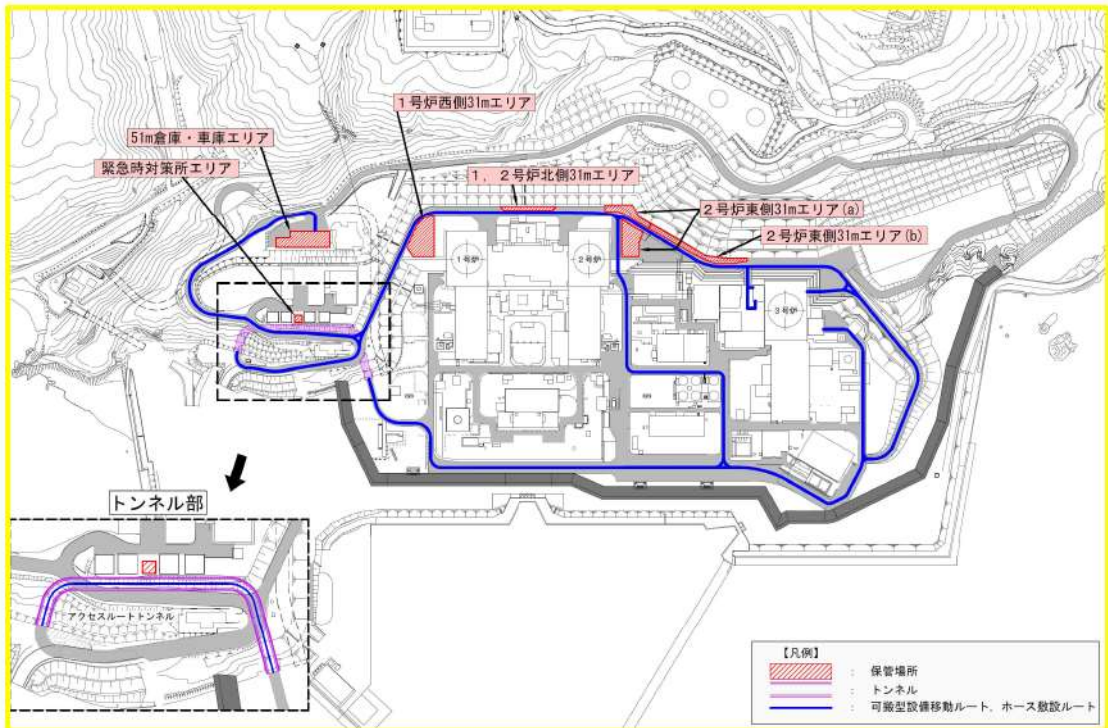 1号炉西側31mエリア
51m倉庫・車庫エリア
緊急時対策所エリア
1,2号炉北側31mエリア
2号炉東側31mエリア(a)
2号炉東側31mエリア(b)
1号炉
2号炉
3号炉
トンネル部
アクセスルートトンネル
【凡例】
: 保管場所
: トンネル
: 可搬型設備移動ルート,ホース敷設ルート